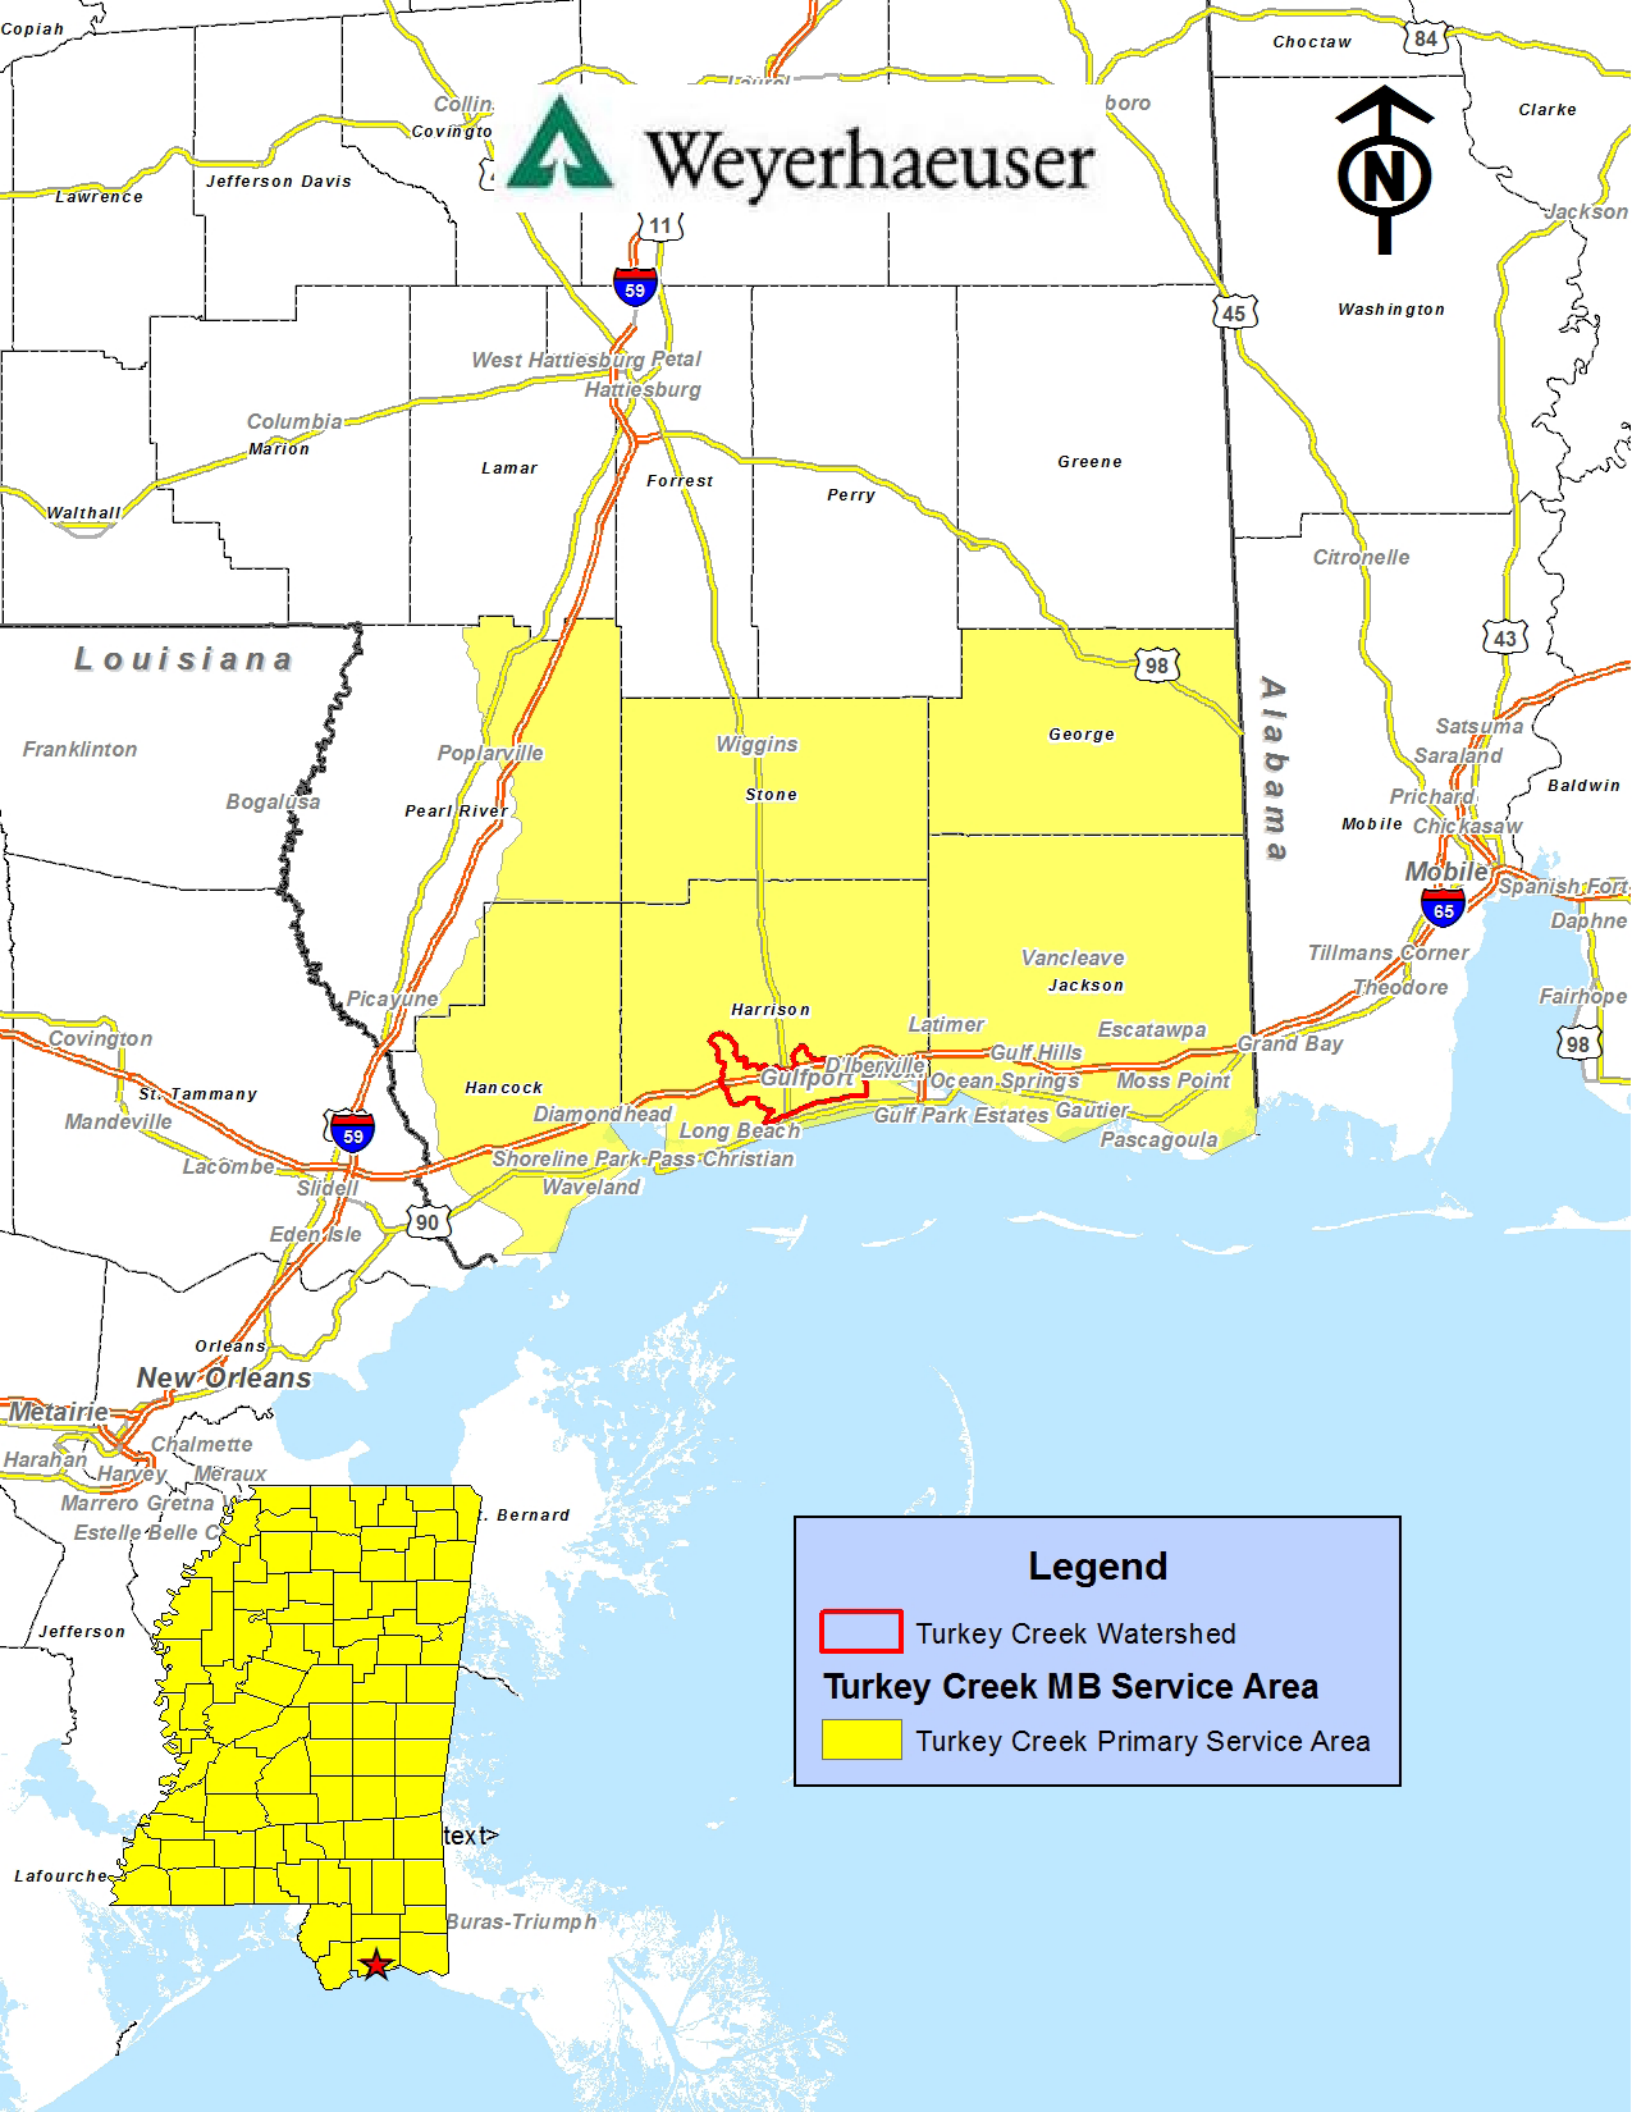 Copiah
Choctaw
84
Laurel
Collin
boro
Clarke
Covingto
Weyerhaeuser
N
Jefferson Davis
Lawrence
Jackson
11
59
45
Washington
West Hattiesburg Petal
Hattiesburg
Columbia
Marion
Lamar
Forrest
Perry
Greene
Walthall
Citronelle
43
Louisiana
98
Alabama
Franklinton
Poplarville
Wiggins
George
Satsuma
Saraland
Bogalusa
Pearl River
Stone
Prichard
Baldwin
Mobile
Chickasaw
Mobile
Spanish Fort
65
Daphne
Vancleave
Tillmans Corner
Jackson
Theodore
Picayune
Harrison
Fairhope
Covington
Latimer
Escatawpa
Grand Bay
98
Gulf Hills
D'Iberville
Gulfport
St. Tammany
Hancock
Ocean Springs
Moss Point
Mandeville
Diamondhead
Gulf Park Estates
Gautier
59
Long Beach
Pascagoula
Lacombe
Shoreline Park
Pass Christian
Slidell
Waveland
90
Eden Isle
Orleans
New Orleans
Metairie
Chalmette
Harahan
Harvey
Meraux
Marrero Gretna
Estelle Belle C
. Bernard
Legend
Turkey Creek Watershed
Turkey Creek MB Service Area
Turkey Creek Primary Service Area
Jefferson
text>
Lafourche
Buras-Triumph